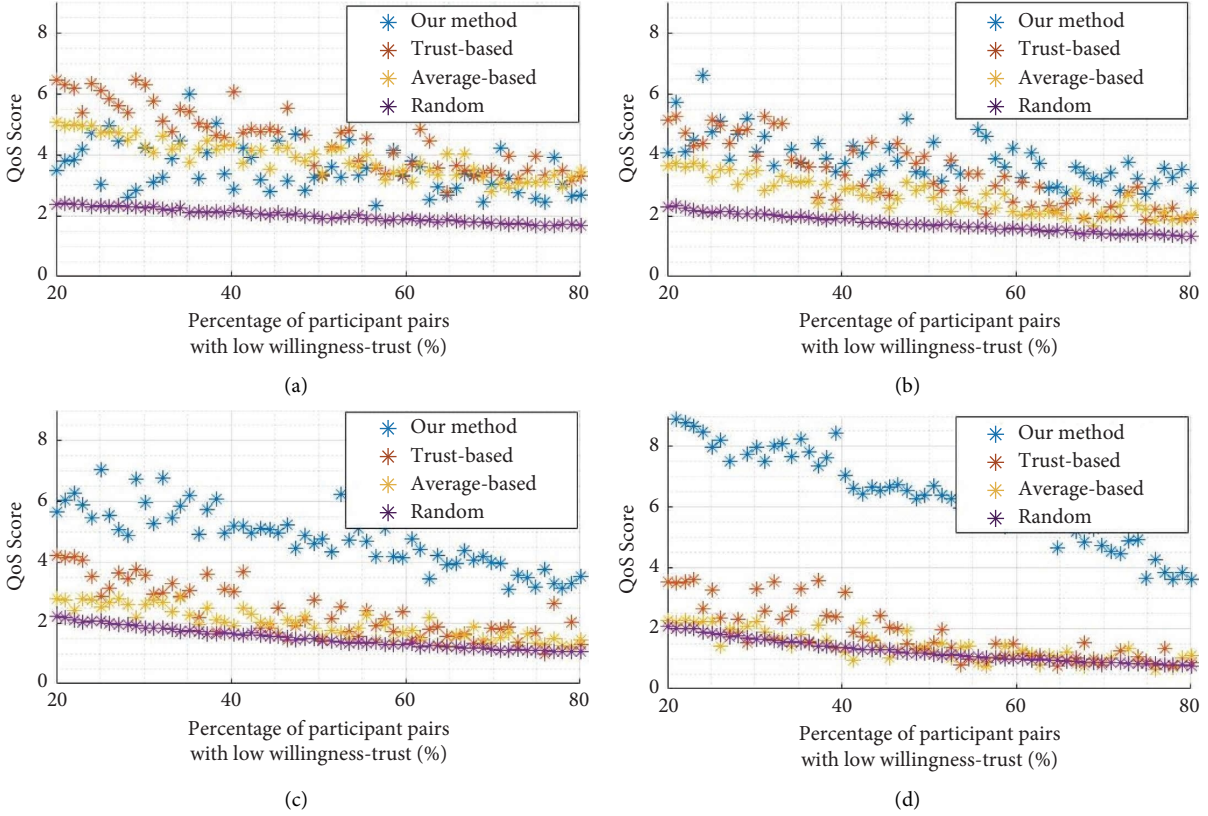 8
6
4
2
0
QoS Score
20
40
60
80
Percentage of participant pairs
with low willingness-trust (%)
Our method
Trust-based
Average-based
Random
(a)
8
6
4
2
0
QoS Score
20
40
60
80
Percentage of participant pairs
with low willingness-trust (%)
Our method
Trust-based
Average-based
Random
(b)
8
6
4
2
0
QoS Score
20
40
60
80
Percentage of participant pairs
with low willingness-trust (%)
Our method
Trust-based
Average-based
Random
(c)
8
6
4
2
0
QoS Score
20
40
60
80
Percentage of participant pairs
with low willingness-trust (%)
Our method
Trust-based
Average-based
Random
(d)